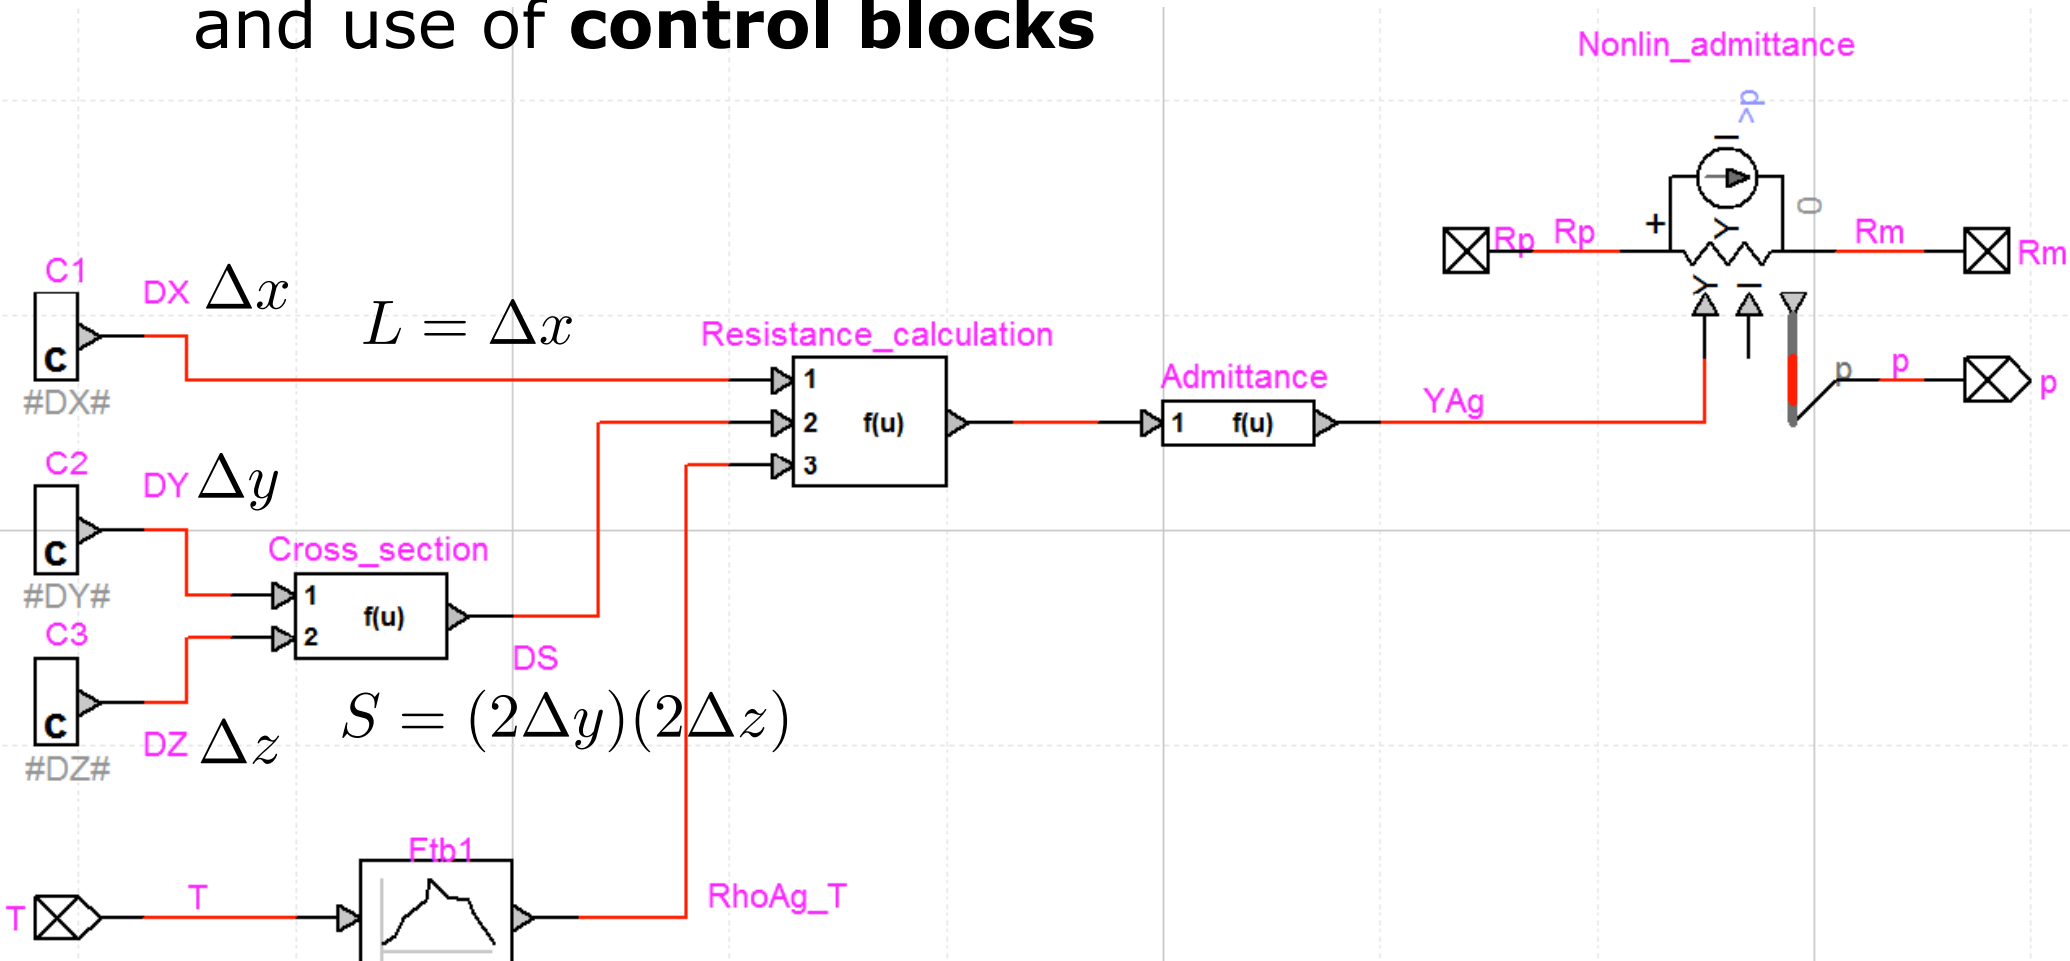 and use of control blocks
Nonlin_admittance
>p
I
+
Y
0
Rp
Rp
Rm
Rm
Y
I
C1
DX Δx
L = Δx
C
#DX#
Resistance_calculation
1
2
3
f(u)
Admittance
1 f(u)
YAg
p
p
p
C2
DY Δy
C
#DY#
Cross_section
1
2
f(u)
DS
C3
C
#DZ#
DZ Δz
S = (2Δy)(2Δz)
Ftb1
T
T
RhoAg_T